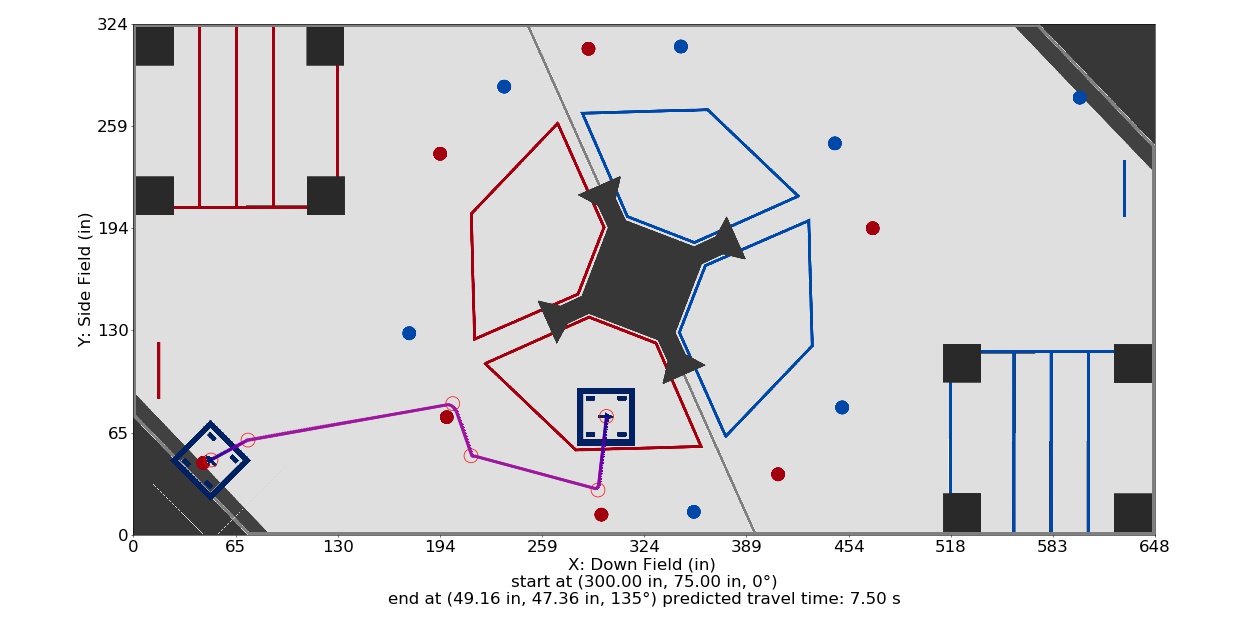 324
259
194
130
65
0
Y: Side Field (in)
0 65 130 194 259 324 389 454 518 583 648
X: Down Field (in)
start at (300.00 in, 75.00 in, 0°)
end at (49.16 in, 47.36 in, 135°) predicted travel time: 7.50 s